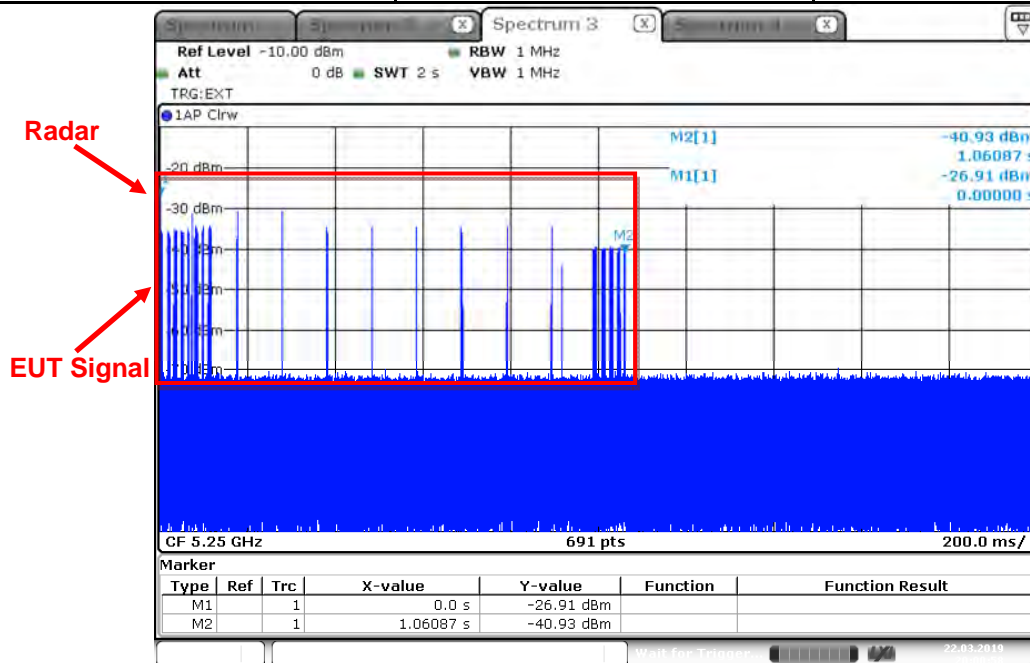 Spectrum 3
Ref Level -10.00 dBm RBW 1 MHz
Att 0 dB SWT 2 s VBW 1 MHz
TRG:EXT
1AP Clrw
Radar
M2[1] -40.93 dBm
1.06087 s
-20 dBm
M1[1] -26.91 dBm
0.00000 s
-30 dBm
M2
EUT Signal
CF 5.25 GHz 691 pts 200.0 ms/
Marker
Type Ref Trc X-value Y-value Function Function Result
M1 1 0.0 s -26.91 dBm
M2 1 1.06087 s -40.93 dBm
Wait for Trigger... 22.03.2019